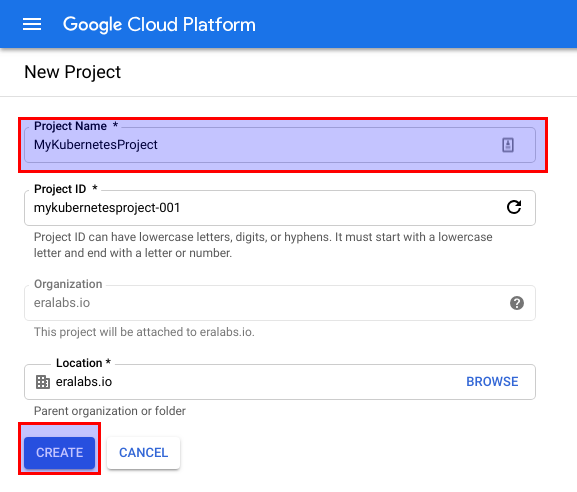 Google Cloud Platform
New Project
Project Name *
MyKubernetesProject
Project ID *
mykubernetesproject-001
Project ID can have lowercase letters, digits, or hyphens. It must start with a lowercase
letter and end with a letter or number.
Organization
eralabs.io
This project will be attached to eralabs.io.
Location *
eralabs.io BROWSE
Parent organization or folder
CREATE CANCEL